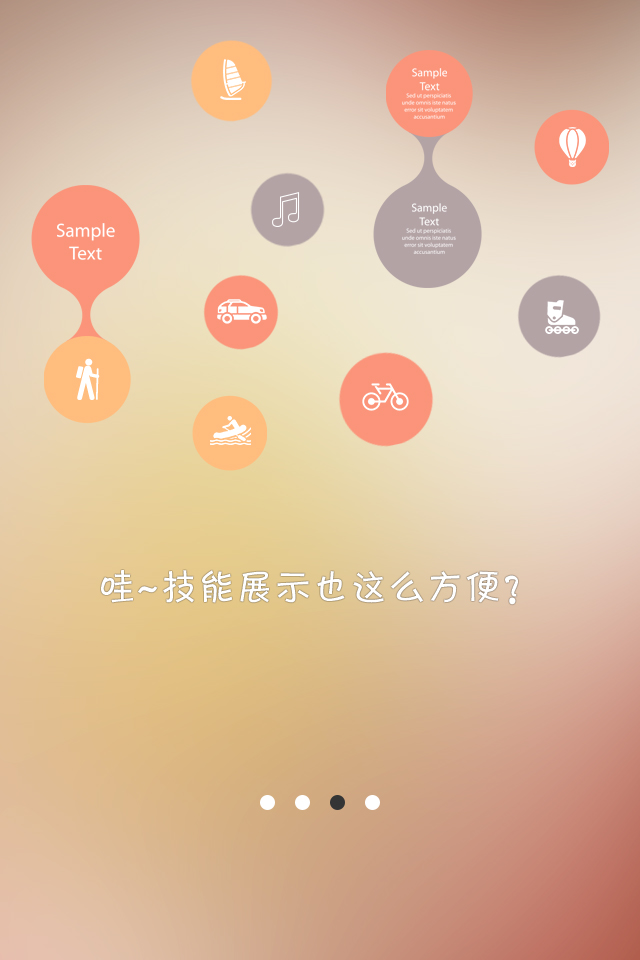 Sample
Text
Sed ut perspiciatis
unde omnis iste natus
error sit voluptatem
accusantium
Sample
Text
Sed ut perspiciatis
unde omnis iste natus
error sit voluptatem
accusantium
Sample
Text
哇~技能展示也这么方便?